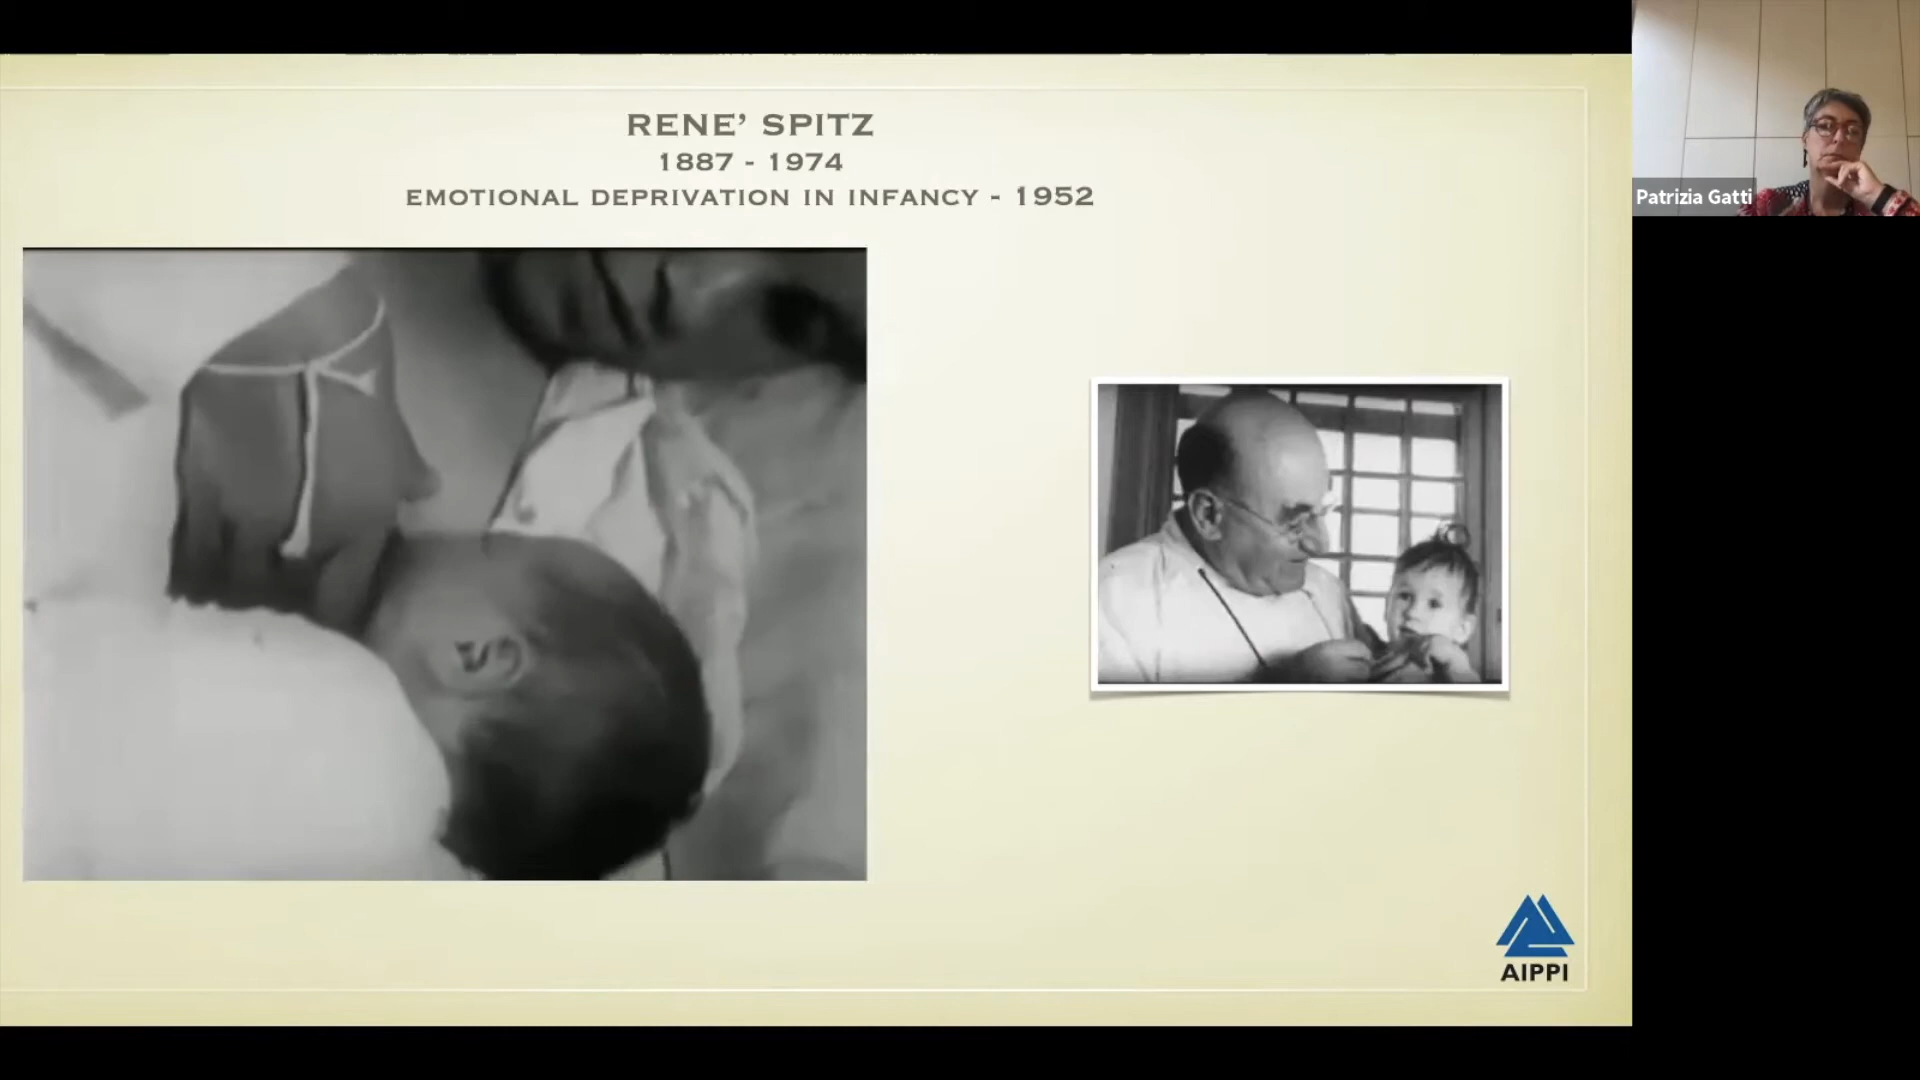 RENE’ SPITZ
1887 - 1974
EMOTIONAL DEPRIVATION IN INFANCY - 1952
Patrizia Gatti
AIPPI